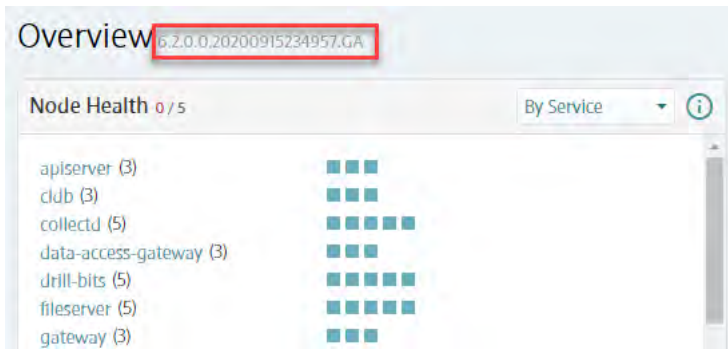 Overview 6.2.0.0.20200915234957.GA
Node Health 0 / 5 By Service
apiserver (3)
cldb (3)
collectd (5)
data-access-gateway (3)
drill-bits (5)
fileserver (5)
gateway (3)